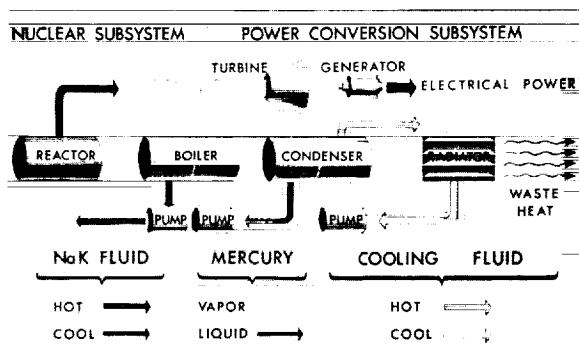 NUCLEAR SUBSYSTEM POWER CONVERSION SUBSYSTEM
TURBINE GENERATOR
ELECTRICAL POWER
REACTOR BOILER CONDENSER RADIATOR
WASTE
HEAT
PUMP PUMP PUMP
NaK FLUID MERCURY COOLING FLUID
HOT VAPOR HOT
COOL LIQUID COOL